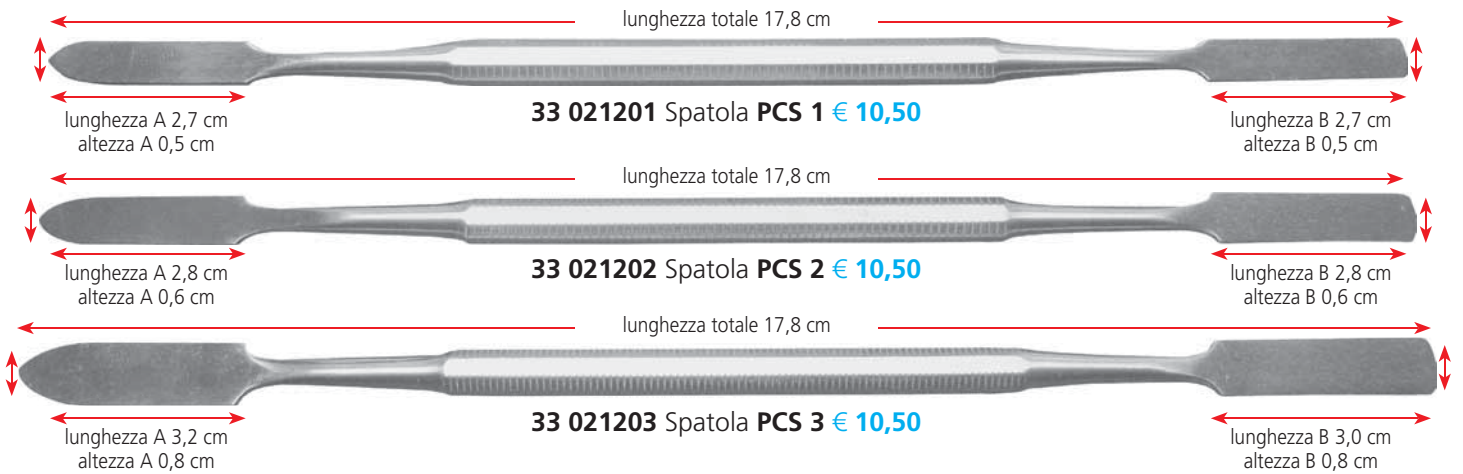 lunghezza totale 17,8 cm
lunghezza A 2,7 cm
altezza A 0,5 cm
33 021201 Spatola PCS 1 € 10,50
lunghezza B 2,7 cm
altezza B 0,5 cm
lunghezza totale 17,8 cm
lunghezza A 2,8 cm
altezza A 0,6 cm
33 021202 Spatola PCS 2 € 10,50
lunghezza B 2,8 cm
altezza B 0,6 cm
lunghezza totale 17,8 cm
lunghezza A 3,2 cm
altezza A 0,8 cm
33 021203 Spatola PCS 3 € 10,50
lunghezza B 3,0 cm
altezza B 0,8 cm